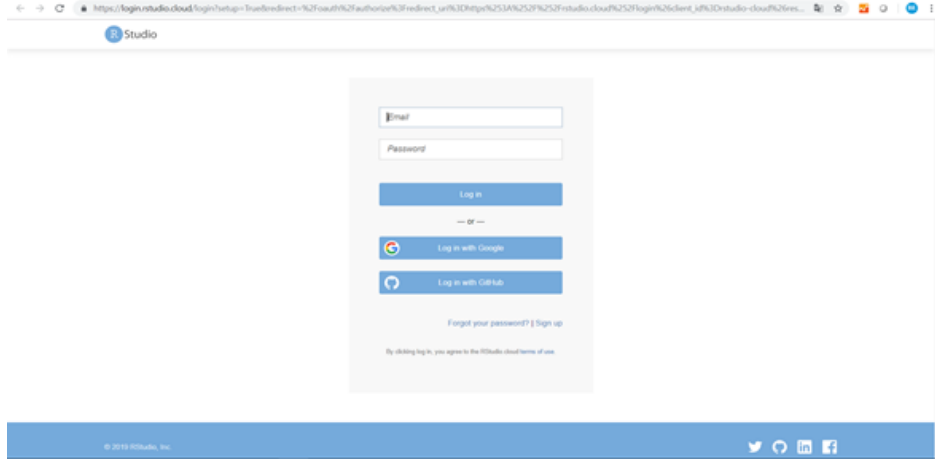 https://login.rstudio.cloud/login?setup=True&redirect=%2Foauth%2Fauthorize%3Fredirect_uri%3Dhttps%253A%252F%252Frstudio.cloud%252Flogin%26client_id%3Drstudio-cloud%26res...
R Studio
Email
Password
Log in
— or —
Log in with Google
Log in with GitHub
Forgot your password? | Sign up
By clicking log in, you agree to the RStudio cloud terms of use.
© 2019 RStudio, Inc.